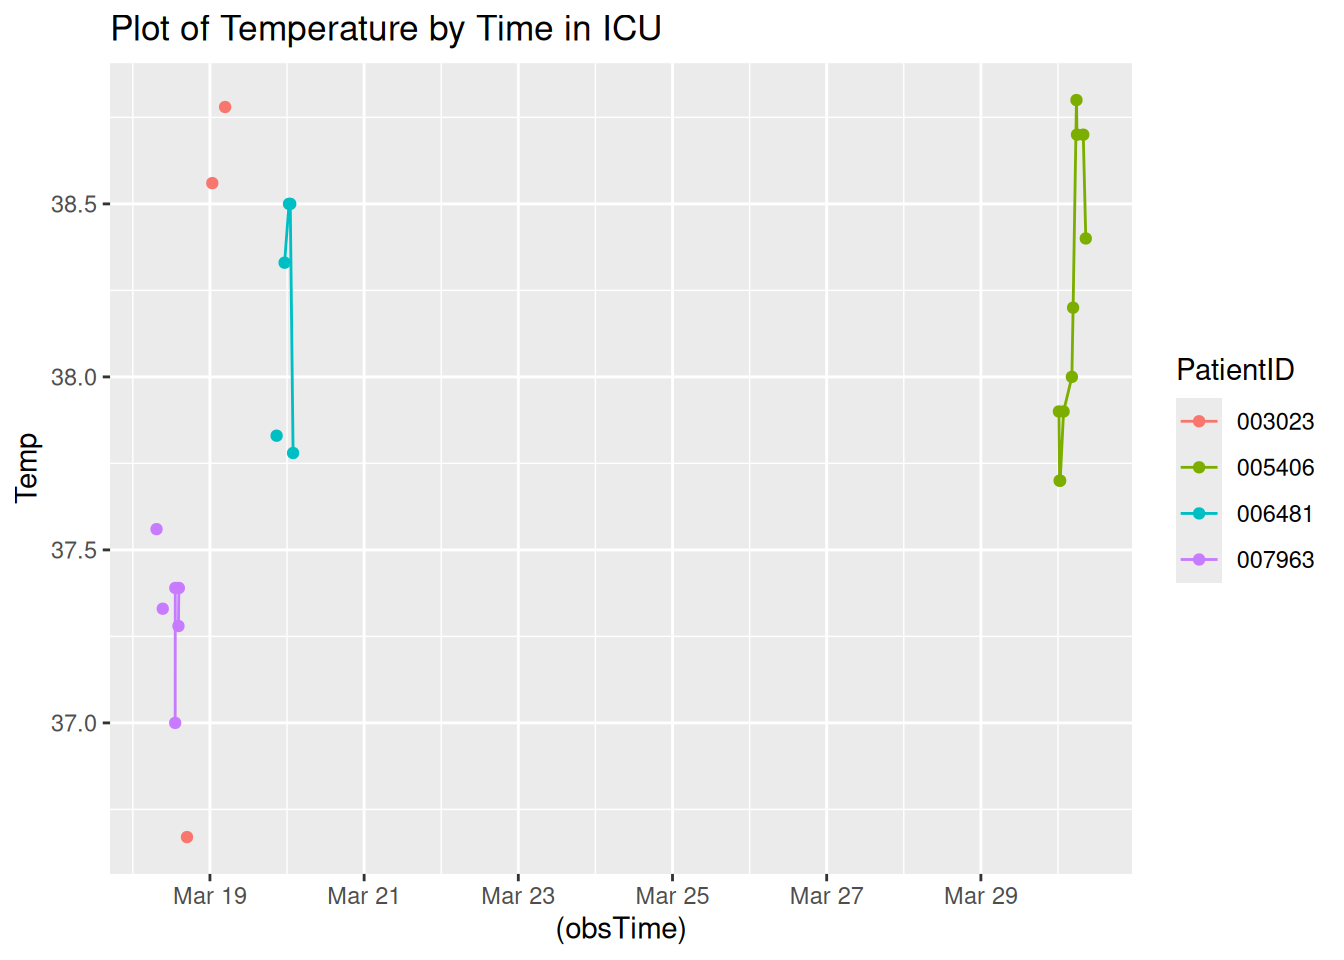 Plot of Temperature by Time in ICU
38.5
38.0
37.5
37.0
Temp
Mar 19 Mar 21 Mar 23 Mar 25 Mar 27 Mar 29
(obsTime)
PatientID
003023
005406
006481
007963